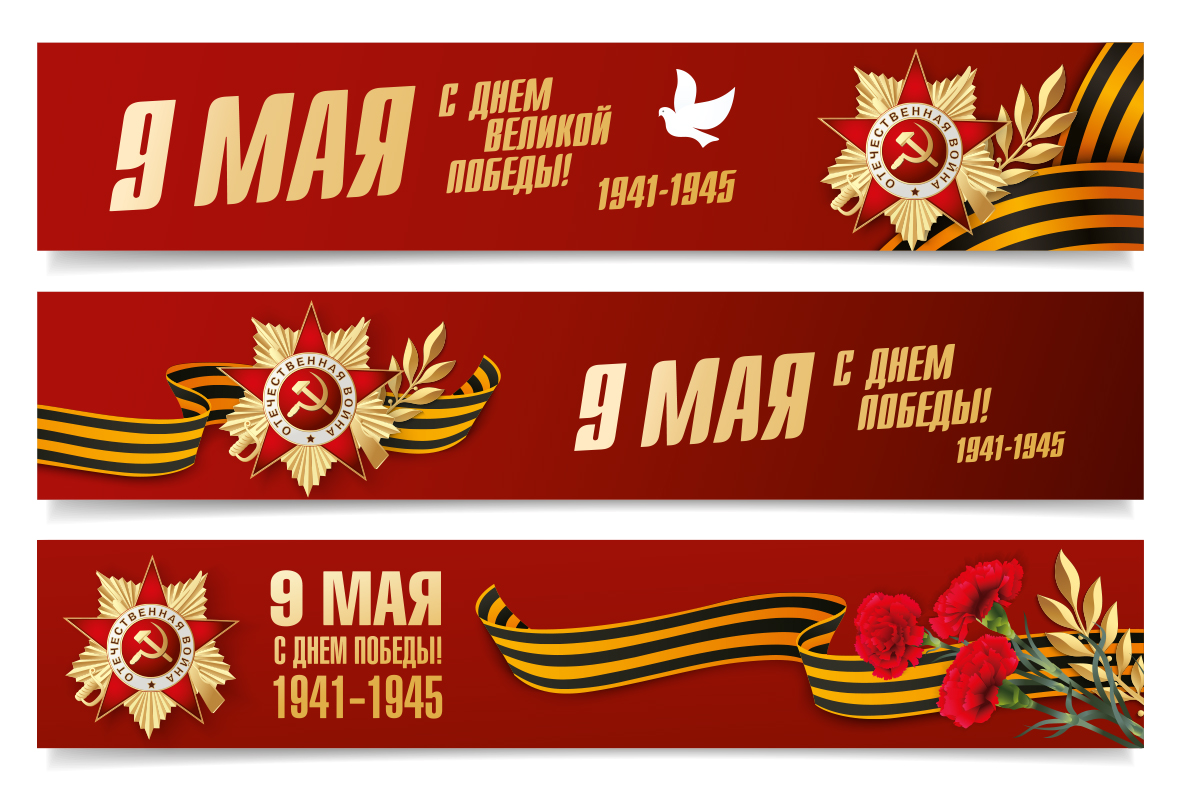 9 МАЯ
С ДНЕМ
ВЕЛИКОЙ
ПОБЕДЫ!
1941-1945
ОТЕЧЕСТВЕННАЯ ВОЙНА
ОТЕЧЕСТВЕННАЯ ВОЙНА
9 МАЯ
С ДНЕМ
ПОБЕДЫ!
1941-1945
ОТЕЧЕСТВЕННАЯ ВОЙНА
9 МАЯ
С ДНЕМ ПОБЕДЫ!
1941-1945